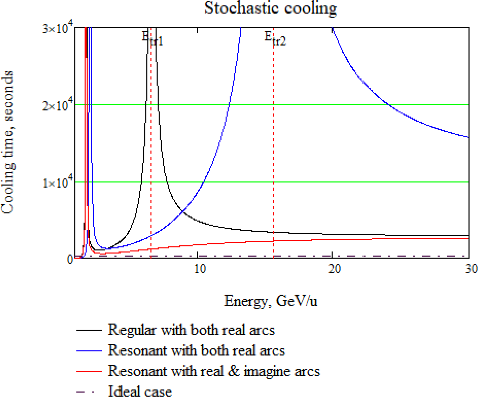 Stochastic cooling
3×10⁴
E_tr1
E_tr2
2×10⁴
1×10⁴
0
10
20
30
Cooling time, seconds
Energy, GeV/u
Regular with both real arcs
Resonant with both real arcs
Resonant with real & imagine arcs
Ideal case